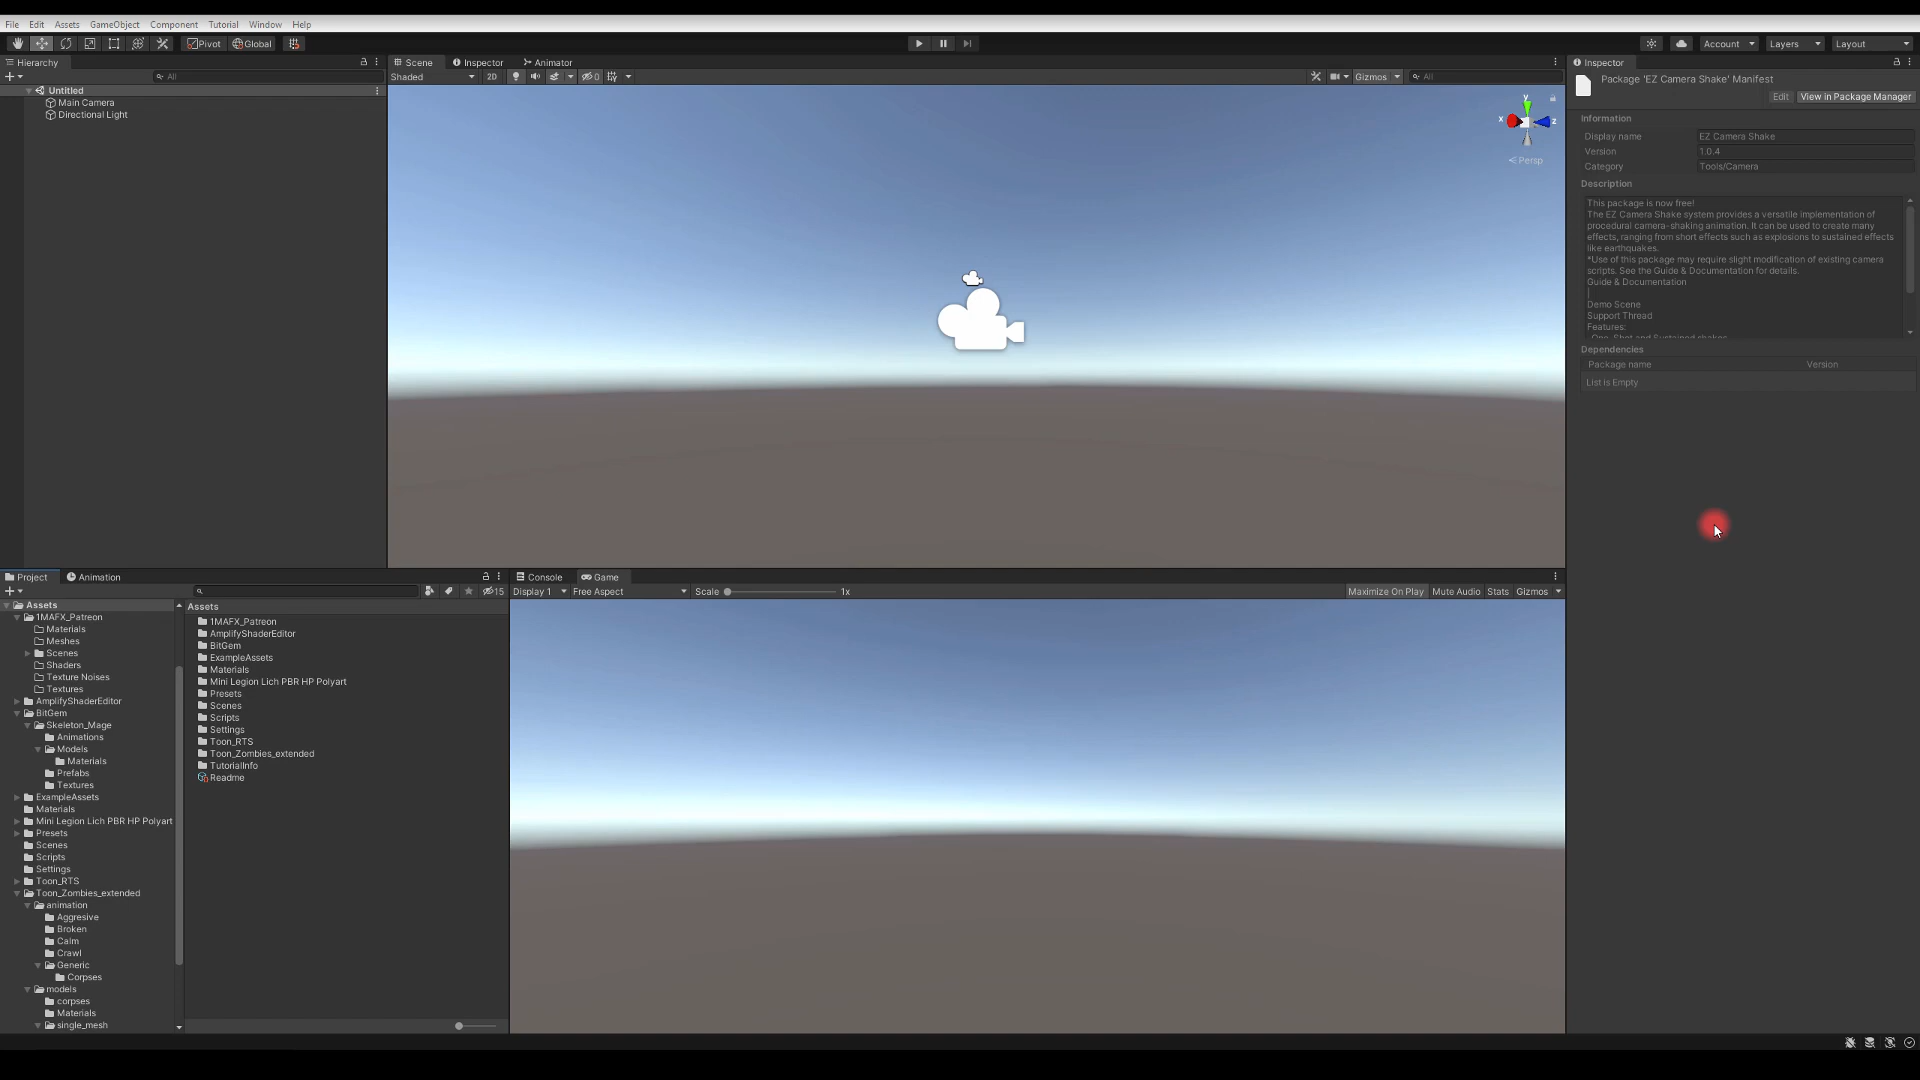 File Edit Assets GameObject Component Tutorial Window Help
Pivot Global Account Layers Layout
Hierarchy
All
Untitled
Main Camera
Directional Light
Scene Inspector Animator
Shaded 2D 0 Gizmos All
y
x z
< Persp
Inspector
Package 'EZ Camera Shake' Manifest
Edit View in Package Manager
Information
Display name EZ Camera Shake
Version 1.0.4
Category Tools/Camera
Description
This package is now free!
The EZ Camera Shake system provides a versatile implementation of
procedural camera-shaking animation. It can be used to create many
effects, ranging from short effects such as explosions to sustained effects
like earthquakes.
*Use of this package may require slight modification of existing camera
scripts. See the Guide & Documentation for details.
Guide & Documentation
|
Demo Scene
Support Thread
Features:
One-Shot and Sustained shakes
Dependencies
Package name Version
List is Empty
Project Animation
15
Assets
1MAFX_Patreon
Materials
Meshes
Scenes
Shaders
Texture Noises
Textures
AmplifyShaderEditor
BitGem
Skeleton_Mage
Animations
Models
Materials
Prefabs
Textures
ExampleAssets
Materials
Mini Legion Lich PBR HP Polyart
Presets
Scenes
Scripts
Settings
Toon_RTS
Toon_Zombies_extended
animation
Aggresive
Broken
Calm
Crawl
Generic
Corpses
models
corpses
Materials
single_mesh
Assets
1MAFX_Patreon
AmplifyShaderEditor
BitGem
ExampleAssets
Materials
Mini Legion Lich PBR HP Polyart
Presets
Scenes
Scripts
Settings
Toon_RTS
Toon_Zombies_extended
TutorialInfo
Readme
Console Game
Display 1 Free Aspect Scale 1x Maximize On Play Mute Audio Stats Gizmos